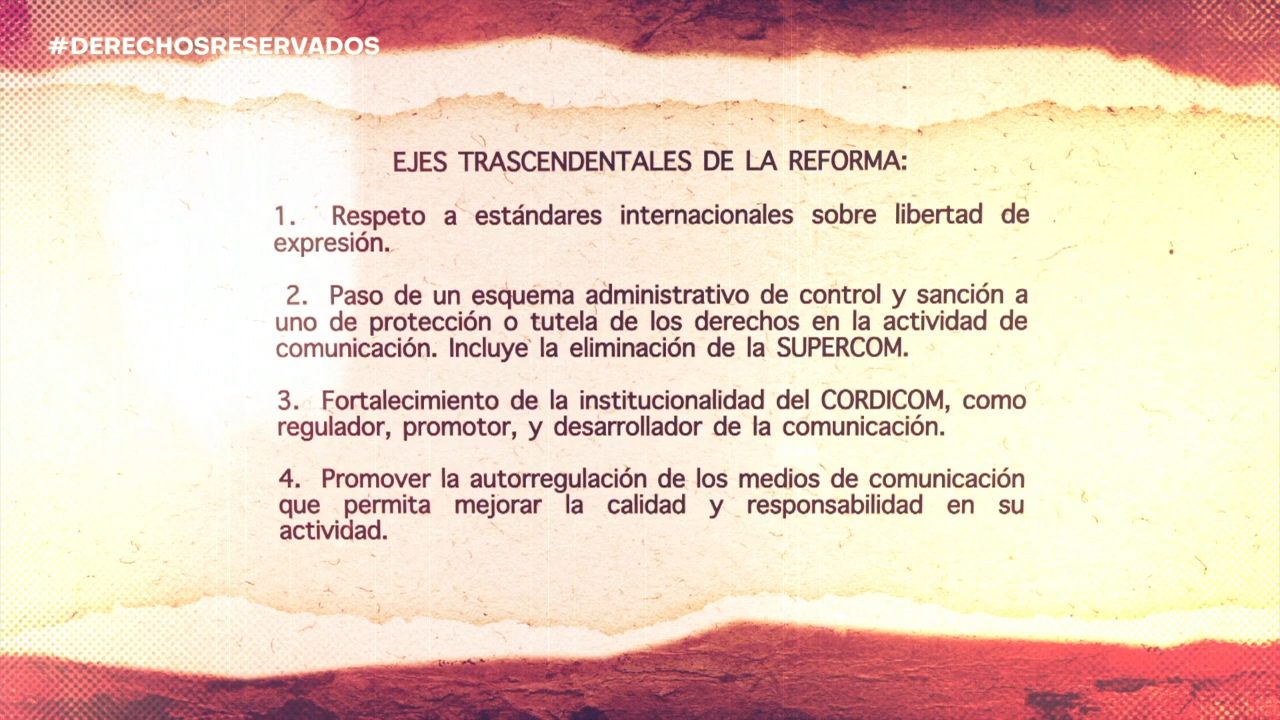 #DERECHOSRESERVADOS
EJES TRASCENDENTALES DE LA REFORMA:
1. Respeto a estándares internacionales sobre libertad de
expresión.
2. Paso de un esquema administrativo de control y sanción a
uno de protección o tutela de los derechos en la actividad de
comunicación. Incluye la eliminación de la SUPERCOM.
3. Fortalecimiento de la institucionalidad del CORDICOM, como
regulador, promotor, y desarrollador de la comunicación.
4. Promover la autorregulación de los medios de comunicación
que permita mejorar la calidad y responsabilidad en su
actividad.